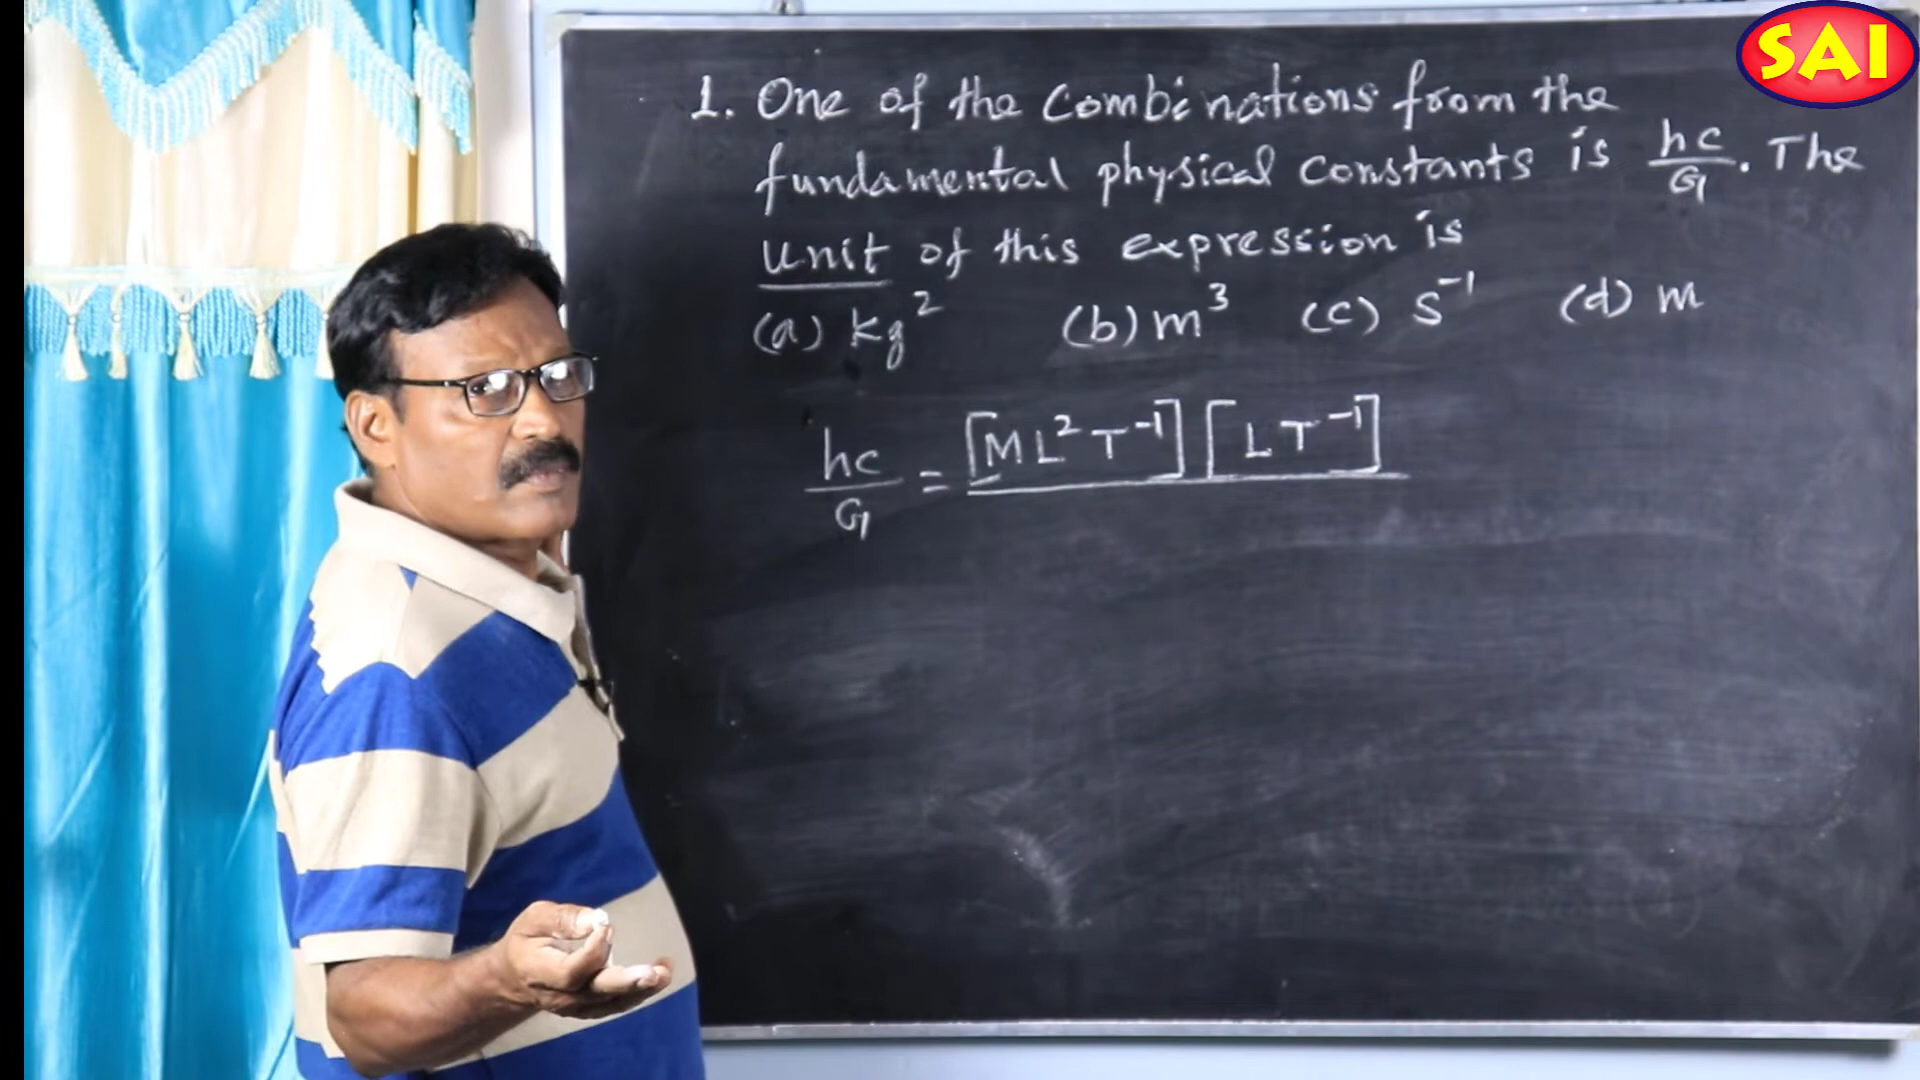 SAI
1. One of the combinations from the
fundamental physical constants is hc/G. The
unit of this expression is
(a) kg² (b) m³ (c) s⁻¹ (d) m
hc/G = [ML²T⁻¹] [LT⁻¹]